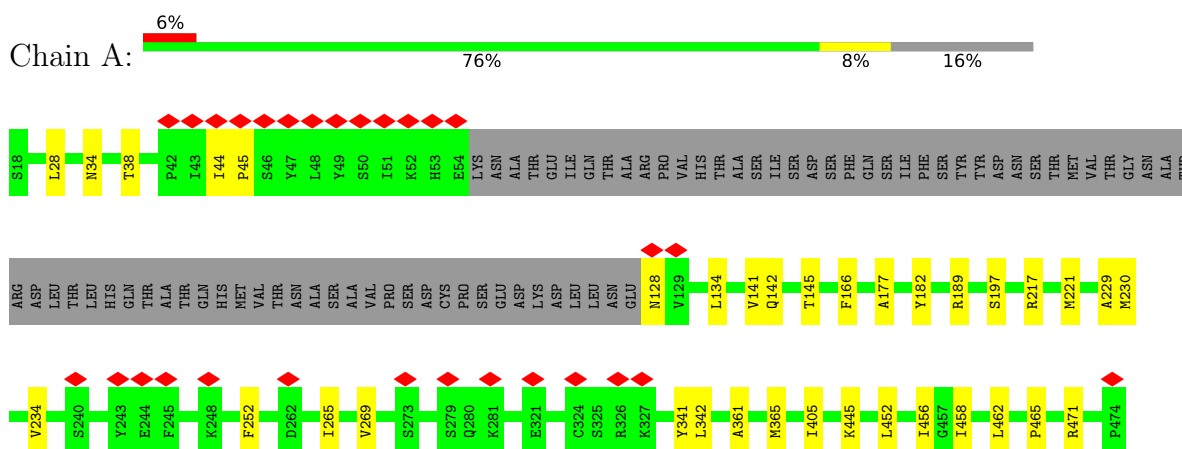 6%
Chain A:
76% 8% 16%
S18 L28 N34 T38 P42 I43 I44 P45 S46 Y47 L48 Y49 S50 I51 K52 H53 E54 LYS ASN ALA THR GLU ILE GLN THR ALA ARG PRO VAL HIS THR ALA SER ILE SER ASP SER PHE GLN SER ILE PHE SER TYR TYR ASP ASN SER THR MET VAL THR GLY ASN ALA
ARG ASP LEU THR LEU HIS GLN THR ALA THR GLN HIS MET VAL THR ASN ALA SER ALA VAL PRO SER ASP CYS PRO SER GLU ASP LYS ASP LEU LEU ASN GLU N128 V129 L134 V141 Q142 T145 F166 A177 Y182 R189 S197 R217 M221 A229 M230
V234 S240 Y243 E244 F245 K248 F252 D262 I265 V269 S273 S279 Q280 K281 E321 C324 S325 R326 K327 Y341 L342 A361 M365 I405 K445 L452 I456 G457 I458 L462 P465 R471 P474